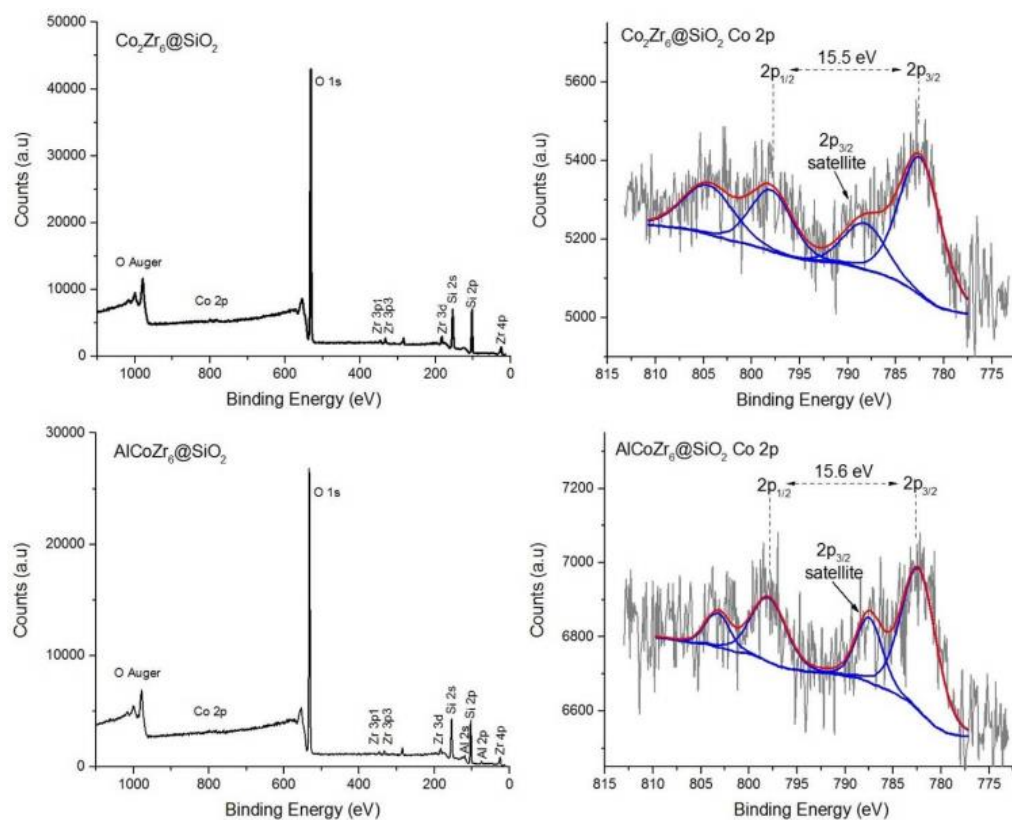 Co₂Zr₆@SiO₂
50000
40000
30000
20000
10000
0
Counts (a.u)
O 1s
O Auger
Co 2p
Zr 3p1
Zr 3p3
Zr 3d
Si 2s
Si 2p
Zr 4p
1000 800 600 400 200 0
Binding Energy (eV)
Co₂Zr₆@SiO₂ Co 2p
5600
5400
5200
5000
Counts (a.u)
15.5 eV
2p₁/₂
2p₃/₂
2p₃/₂
satellite
815 810 805 800 795 790 785 780 775
Binding Energy (eV)
AlCoZr₆@SiO₂
30000
20000
10000
0
Counts (a.u)
O 1s
O Auger
Co 2p
Zr 3p1
Zr 3p3
Zr 3d
Si 2s
Al 2s
Si 2p
Al 2p
Zr 4p
1000 800 600 400 200 0
Binding Energy (eV)
AlCoZr₆@SiO₂ Co 2p
7200
7000
6800
6600
Counts (a.u)
15.6 eV
2p₁/₂
2p₃/₂
2p₃/₂
satellite
815 810 805 800 795 790 785 780 775
Binding Energy (eV)